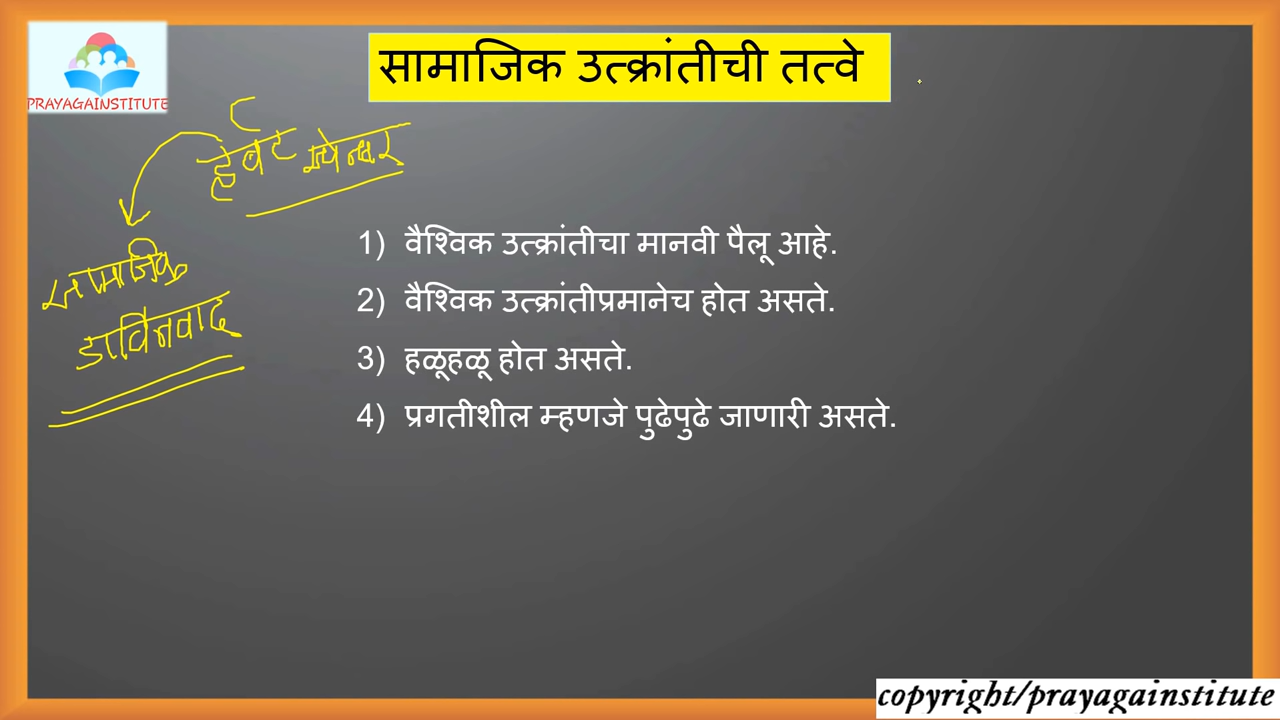 PRAYAGAINSTITUTE
सामाजिक उत्क्रांतीची तत्वे
हर्बर्ट स्पेन्सर
सामाजिक
डार्विनवाद
1) वैश्विक उत्क्रांतीचा मानवी पैलू आहे.
2) वैश्विक उत्क्रांतीप्रमानेच होत असते.
3) हळूहळू होत असते.
4) प्रगतीशील म्हणजे पुढेपुढे जाणारी असते.
copyright/prayagainstitute